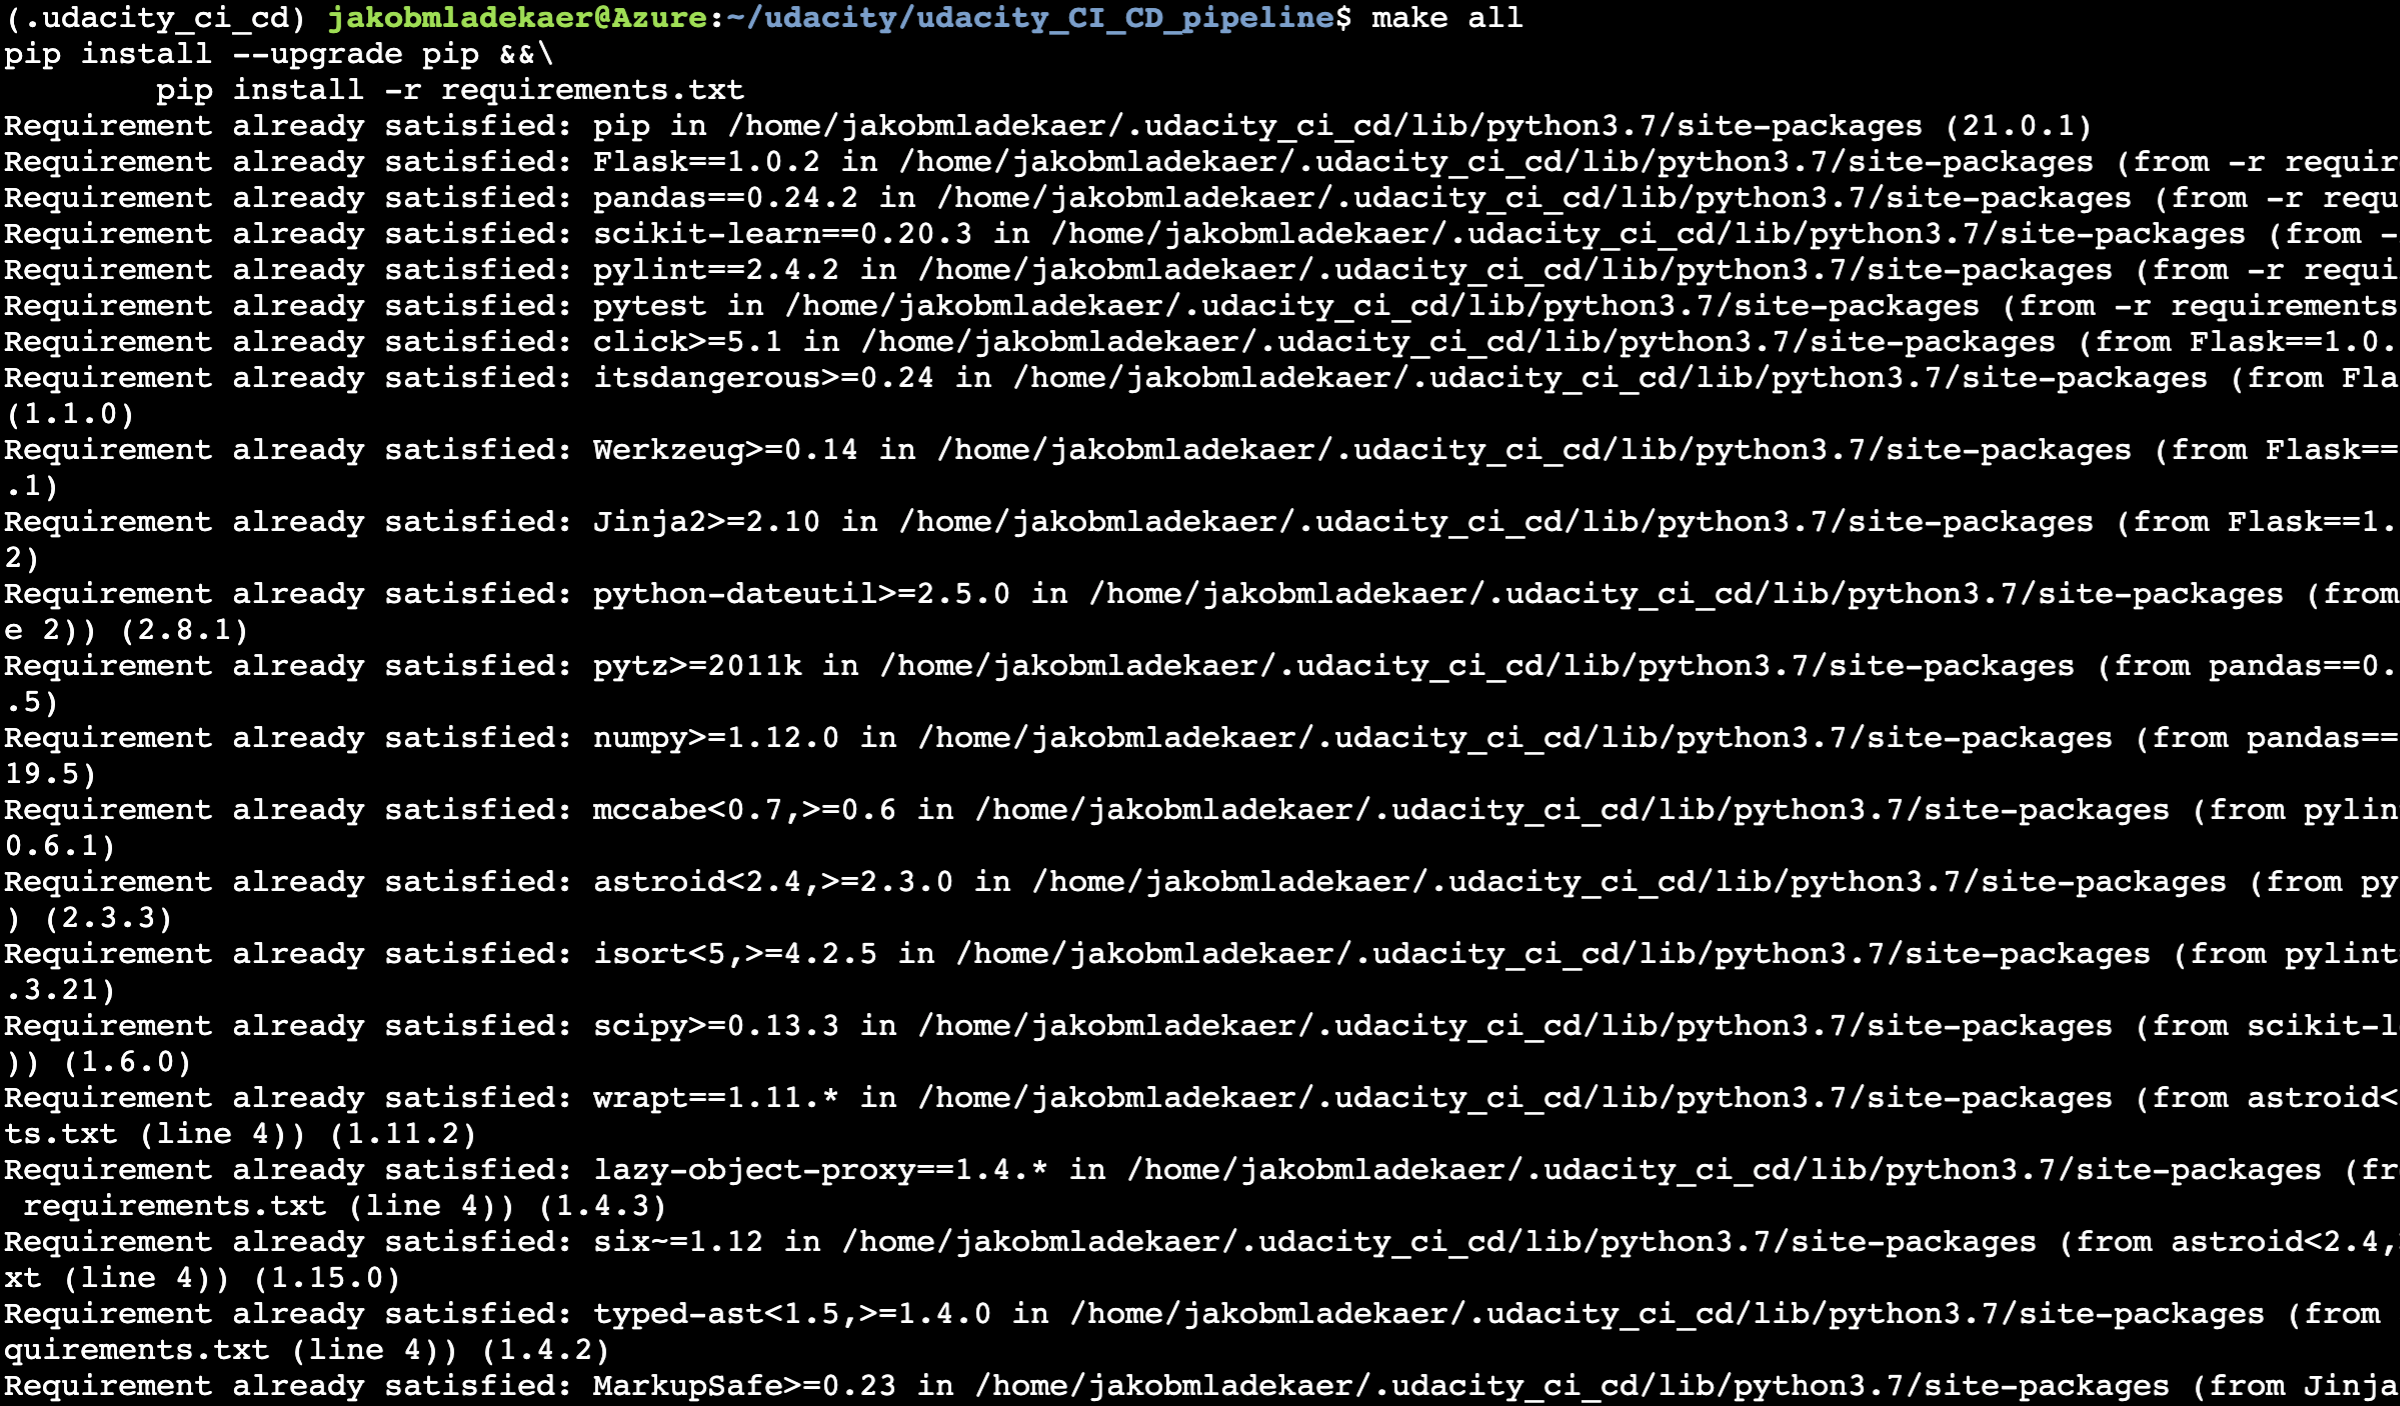 (.udacity_ci_cd) jakobmladekaer@Azure:~/udacity/udacity_CI_CD_pipeline$ make all
pip install --upgrade pip &&\
        pip install -r requirements.txt
Requirement already satisfied: pip in /home/jakobmladekaer/.udacity_ci_cd/lib/python3.7/site-packages (21.0.1)
Requirement already satisfied: Flask==1.0.2 in /home/jakobmladekaer/.udacity_ci_cd/lib/python3.7/site-packages (from -r requir
Requirement already satisfied: pandas==0.24.2 in /home/jakobmladekaer/.udacity_ci_cd/lib/python3.7/site-packages (from -r requ
Requirement already satisfied: scikit-learn==0.20.3 in /home/jakobmladekaer/.udacity_ci_cd/lib/python3.7/site-packages (from -
Requirement already satisfied: pylint==2.4.2 in /home/jakobmladekaer/.udacity_ci_cd/lib/python3.7/site-packages (from -r requi
Requirement already satisfied: pytest in /home/jakobmladekaer/.udacity_ci_cd/lib/python3.7/site-packages (from -r requirements
Requirement already satisfied: click>=5.1 in /home/jakobmladekaer/.udacity_ci_cd/lib/python3.7/site-packages (from Flask==1.0.
Requirement already satisfied: itsdangerous>=0.24 in /home/jakobmladekaer/.udacity_ci_cd/lib/python3.7/site-packages (from Fla
(1.1.0)
Requirement already satisfied: Werkzeug>=0.14 in /home/jakobmladekaer/.udacity_ci_cd/lib/python3.7/site-packages (from Flask==
.1)
Requirement already satisfied: Jinja2>=2.10 in /home/jakobmladekaer/.udacity_ci_cd/lib/python3.7/site-packages (from Flask==1.
2)
Requirement already satisfied: python-dateutil>=2.5.0 in /home/jakobmladekaer/.udacity_ci_cd/lib/python3.7/site-packages (from
e 2)) (2.8.1)
Requirement already satisfied: pytz>=2011k in /home/jakobmladekaer/.udacity_ci_cd/lib/python3.7/site-packages (from pandas==0.
.5)
Requirement already satisfied: numpy>=1.12.0 in /home/jakobmladekaer/.udacity_ci_cd/lib/python3.7/site-packages (from pandas==
19.5)
Requirement already satisfied: mccabe<0.7,>=0.6 in /home/jakobmladekaer/.udacity_ci_cd/lib/python3.7/site-packages (from pylin
0.6.1)
Requirement already satisfied: astroid<2.4,>=2.3.0 in /home/jakobmladekaer/.udacity_ci_cd/lib/python3.7/site-packages (from py
) (2.3.3)
Requirement already satisfied: isort<5,>=4.2.5 in /home/jakobmladekaer/.udacity_ci_cd/lib/python3.7/site-packages (from pylint
.3.21)
Requirement already satisfied: scipy>=0.13.3 in /home/jakobmladekaer/.udacity_ci_cd/lib/python3.7/site-packages (from scikit-l
)) (1.6.0)
Requirement already satisfied: wrapt==1.11.* in /home/jakobmladekaer/.udacity_ci_cd/lib/python3.7/site-packages (from astroid<
ts.txt (line 4)) (1.11.2)
Requirement already satisfied: lazy-object-proxy==1.4.* in /home/jakobmladekaer/.udacity_ci_cd/lib/python3.7/site-packages (fr
 requirements.txt (line 4)) (1.4.3)
Requirement already satisfied: six~=1.12 in /home/jakobmladekaer/.udacity_ci_cd/lib/python3.7/site-packages (from astroid<2.4,
xt (line 4)) (1.15.0)
Requirement already satisfied: typed-ast<1.5,>=1.4.0 in /home/jakobmladekaer/.udacity_ci_cd/lib/python3.7/site-packages (from
quirements.txt (line 4)) (1.4.2)
Requirement already satisfied: MarkupSafe>=0.23 in /home/jakobmladekaer/.udacity_ci_cd/lib/python3.7/site-packages (from Jinja